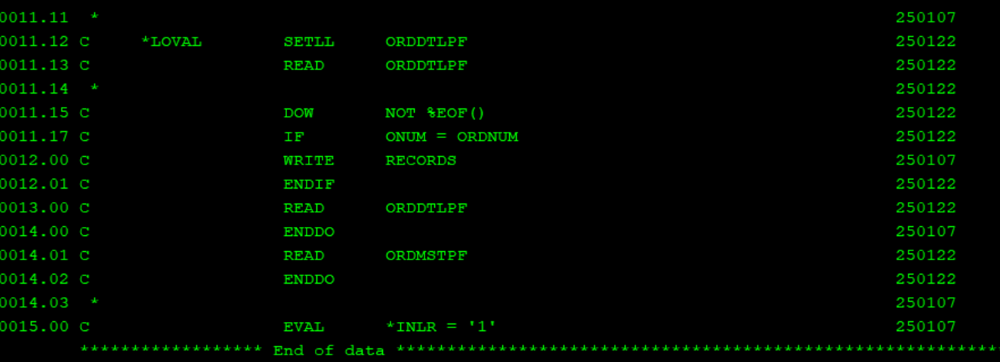 0011.11 * 250107
0011.12 C *LOVAL SETLL ORDDTLPF 250122
0011.13 C READ ORDDTLPF 250122
0011.14 * 250122
0011.15 C DOW NOT %EOF() 250122
0011.17 C IF ONUM = ORDNUM 250122
0012.00 C WRITE RECORDS 250107
0012.01 C ENDIF 250122
0013.00 C READ ORDDTLPF 250122
0014.00 C ENDDO 250107
0014.01 C READ ORDMSTPF 250122
0014.02 C ENDDO 250122
0014.03 * 250107
0015.00 C EVAL *INLR = '1' 250107
****************** End of data ************************************************************